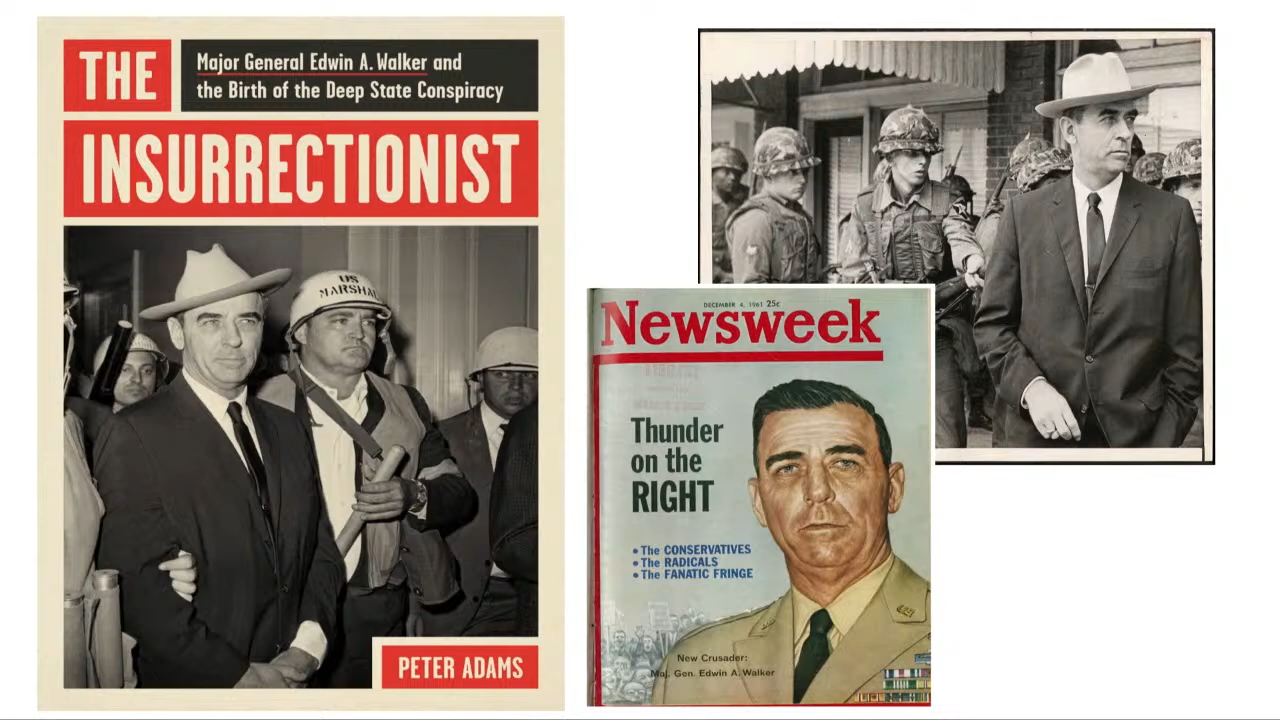 THE
Major General Edwin A. Walker and
the Birth of the Deep State Conspiracy
INSURRECTIONIST
US
MARSHAL
PETER ADAMS
DECEMBER 4, 1961 25c
Newsweek
Thunder
on the
RIGHT
• The CONSERVATIVES
• The RADICALS
• The FANATIC FRINGE
New Crusader:
Maj. Gen. Edwin A. Walker